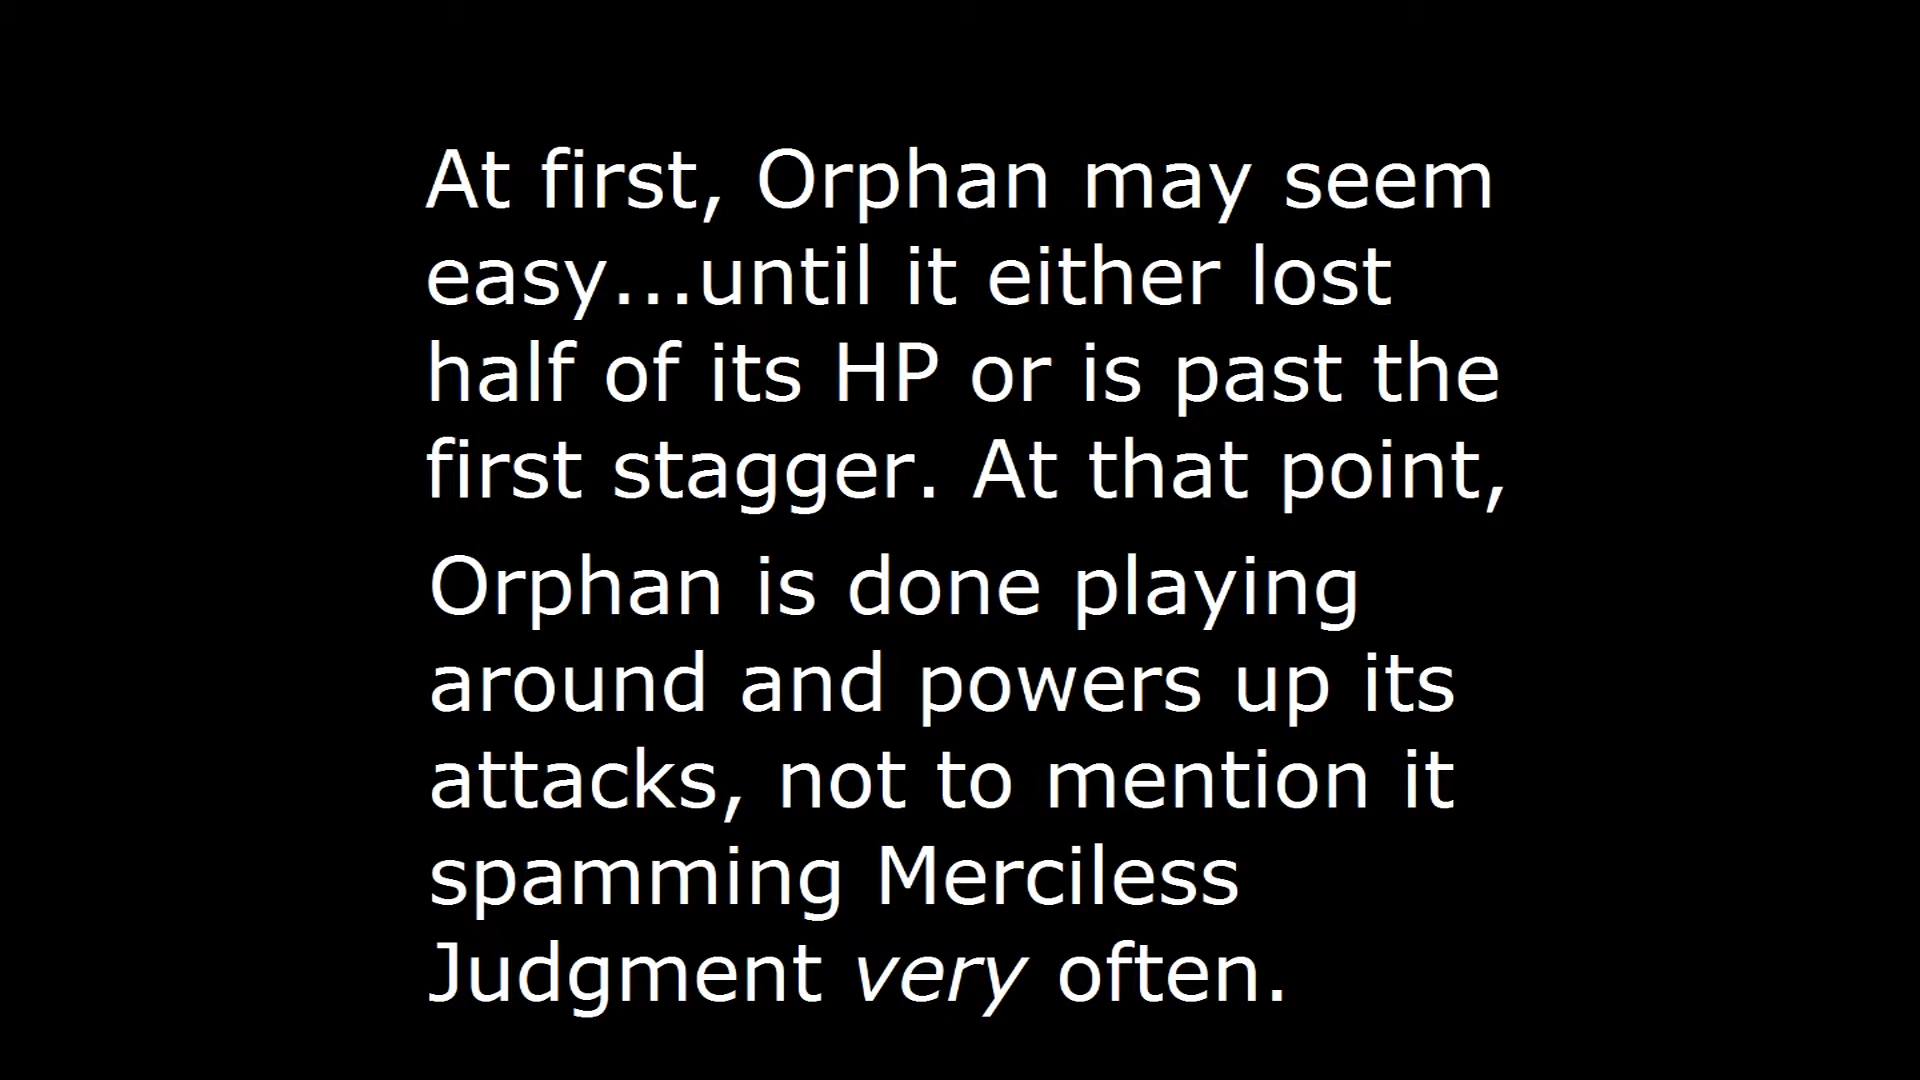 At first, Orphan may seem
easy...until it either lost
half of its HP or is past the
first stagger. At that point,
Orphan is done playing
around and powers up its
attacks, not to mention it
spamming Merciless
Judgment very often.